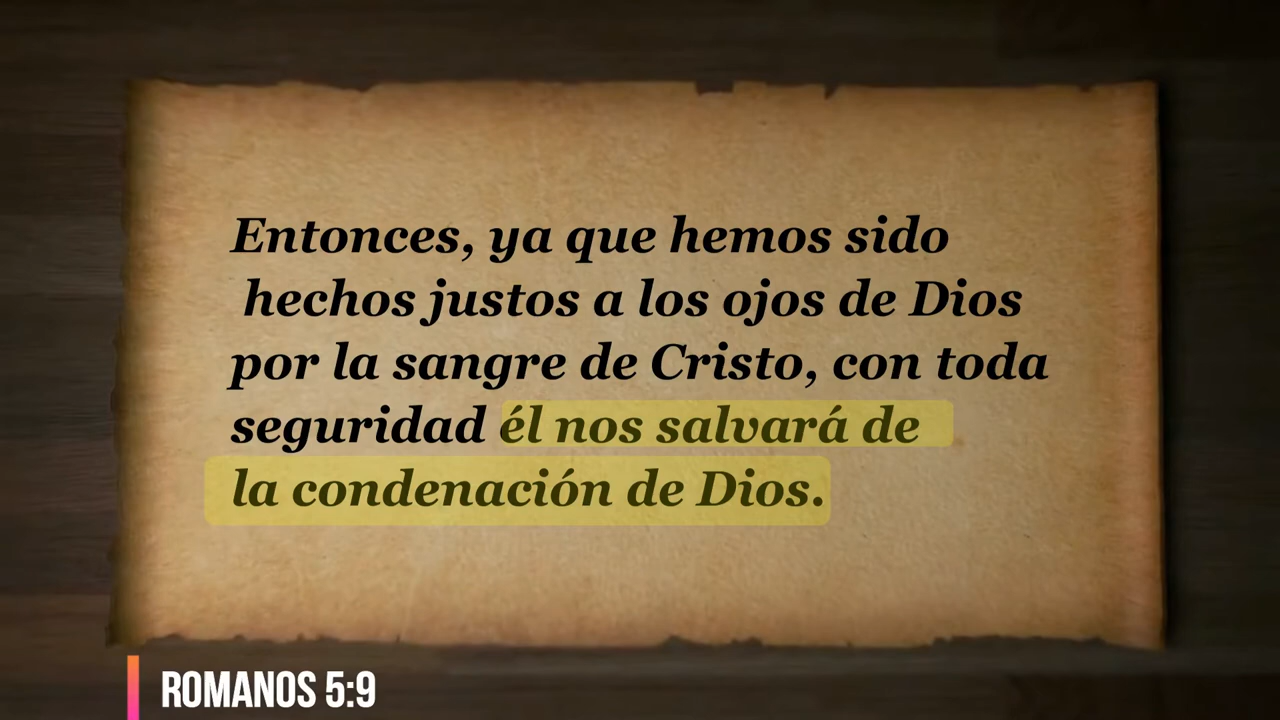 Entonces, ya que hemos sido
hechos justos a los ojos de Dios
por la sangre de Cristo, con toda
seguridad él nos salvará de
la condenación de Dios.
ROMANOS 5:9